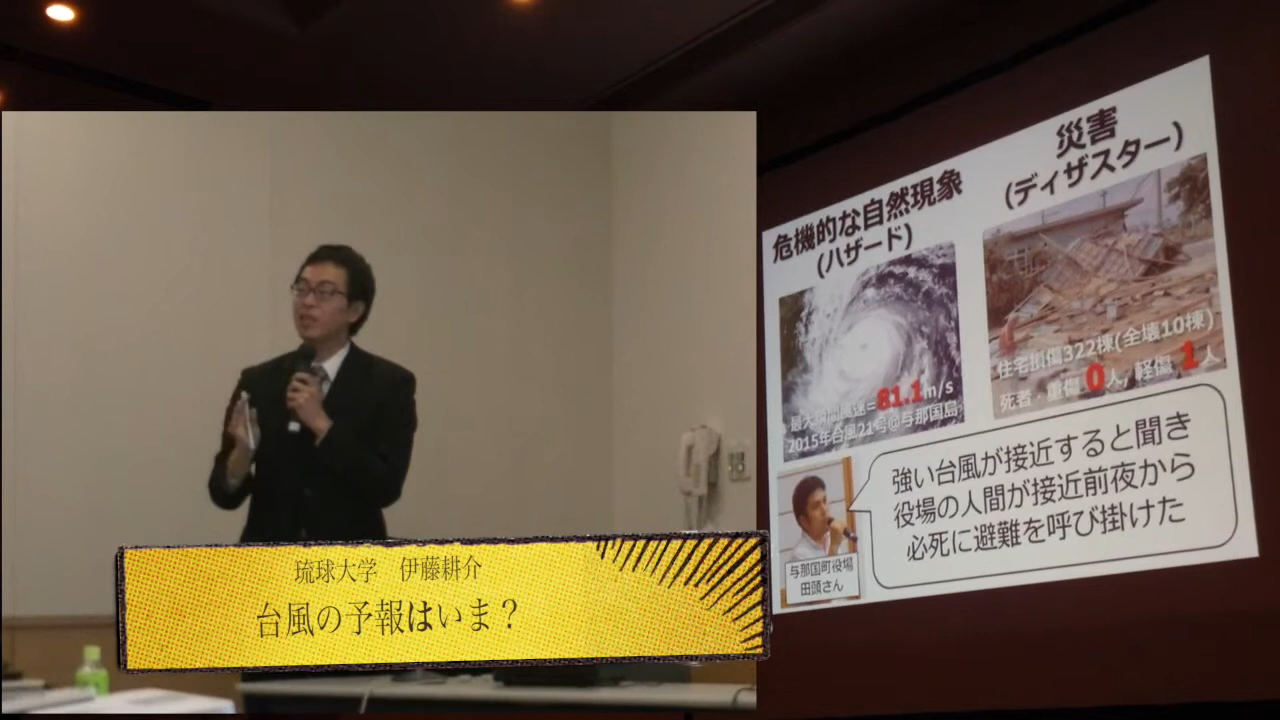 危機的な自然現象
(ハザード)
災害
(ディザスター)
最大瞬間風速=81.1m/s
2015年台風21号@与那国島
住宅損傷322棟(全壊10棟)
死者・重傷0人, 軽傷1人
強い台風が接近すると聞き
役場の人間が接近前夜から
必死に避難を呼び掛けた
与那国町役場
田頭さん
琉球大学 伊藤耕介
台風の予報はいま？